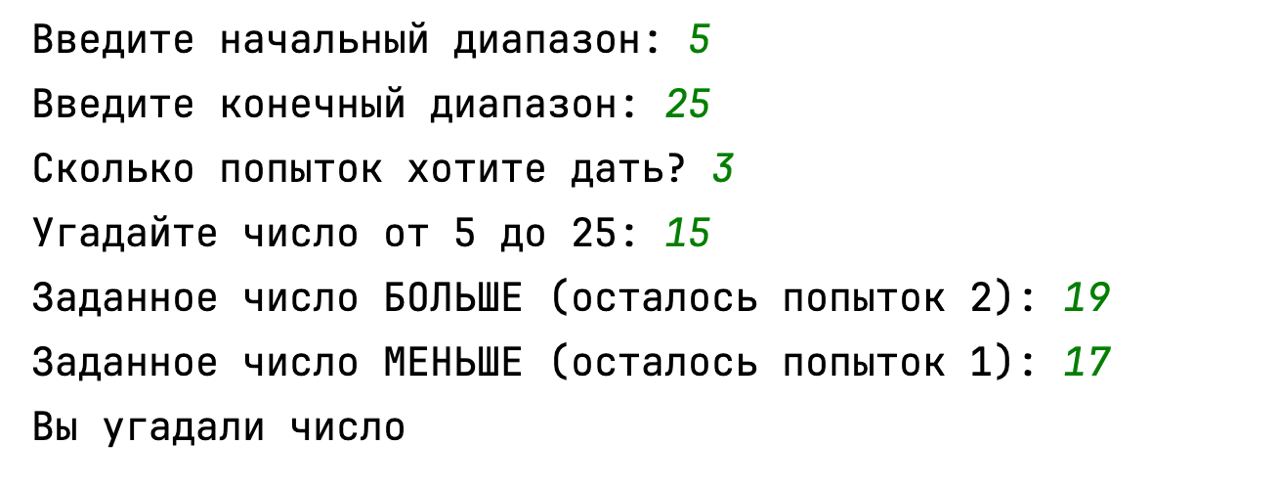 Введите начальный диапазон: 5
Введите конечный диапазон: 25
Сколько попыток хотите дать? 3
Угадайте число от 5 до 25: 15
Заданное число БОЛЬШЕ (осталось попыток 2): 19
Заданное число МЕНЬШЕ (осталось попыток 1): 17
Вы угадали число